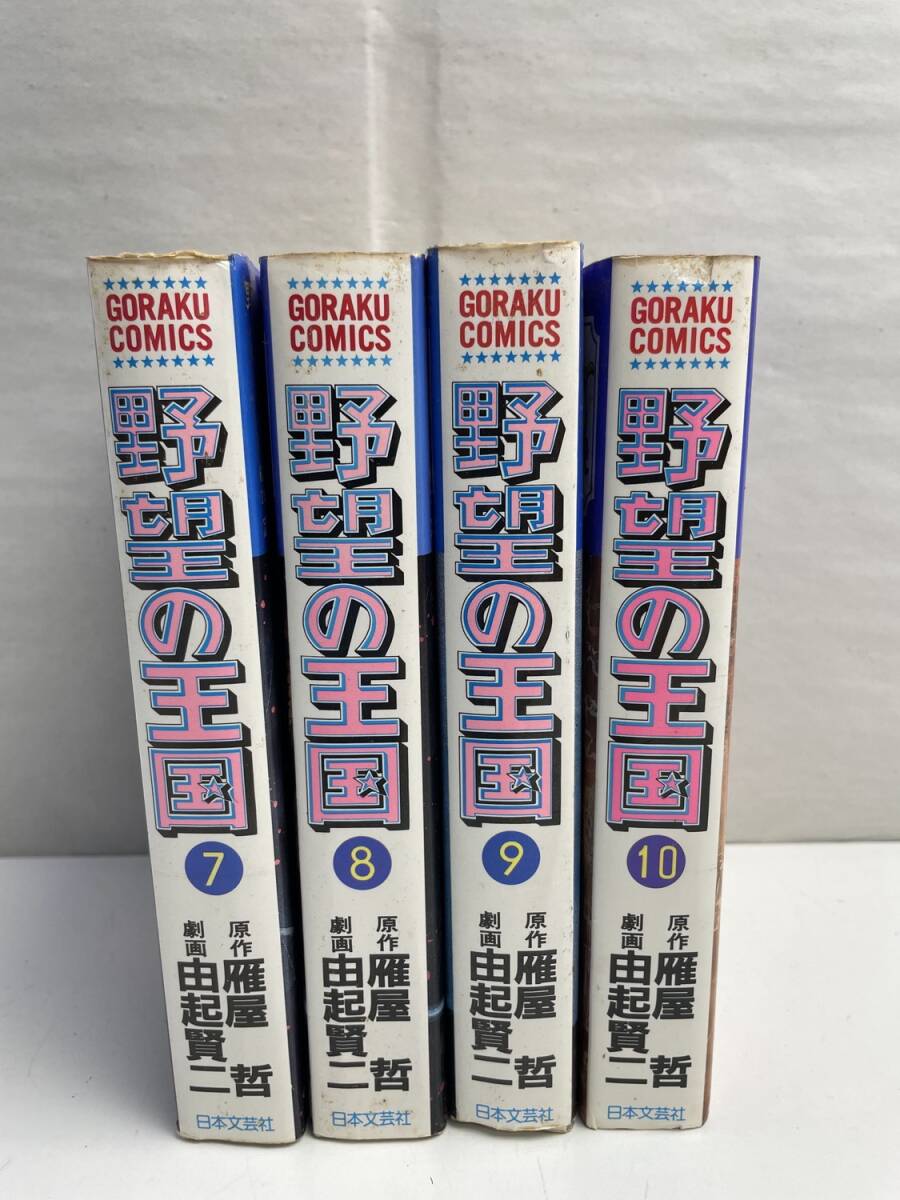 GORAKU
COMICS
野望の王国
7
原作 雁屋 哲
劇画 由起賢二
日本文芸社
GORAKU
COMICS
野望の王国
8
原作 雁屋 哲
劇画 由起賢二
日本文芸社
GORAKU
COMICS
野望の王国
9
原作 雁屋 哲
劇画 由起賢二
日本文芸社
GORAKU
COMICS
野望の王国
10
原作 雁屋 哲
劇画 由起賢二
日本文芸社